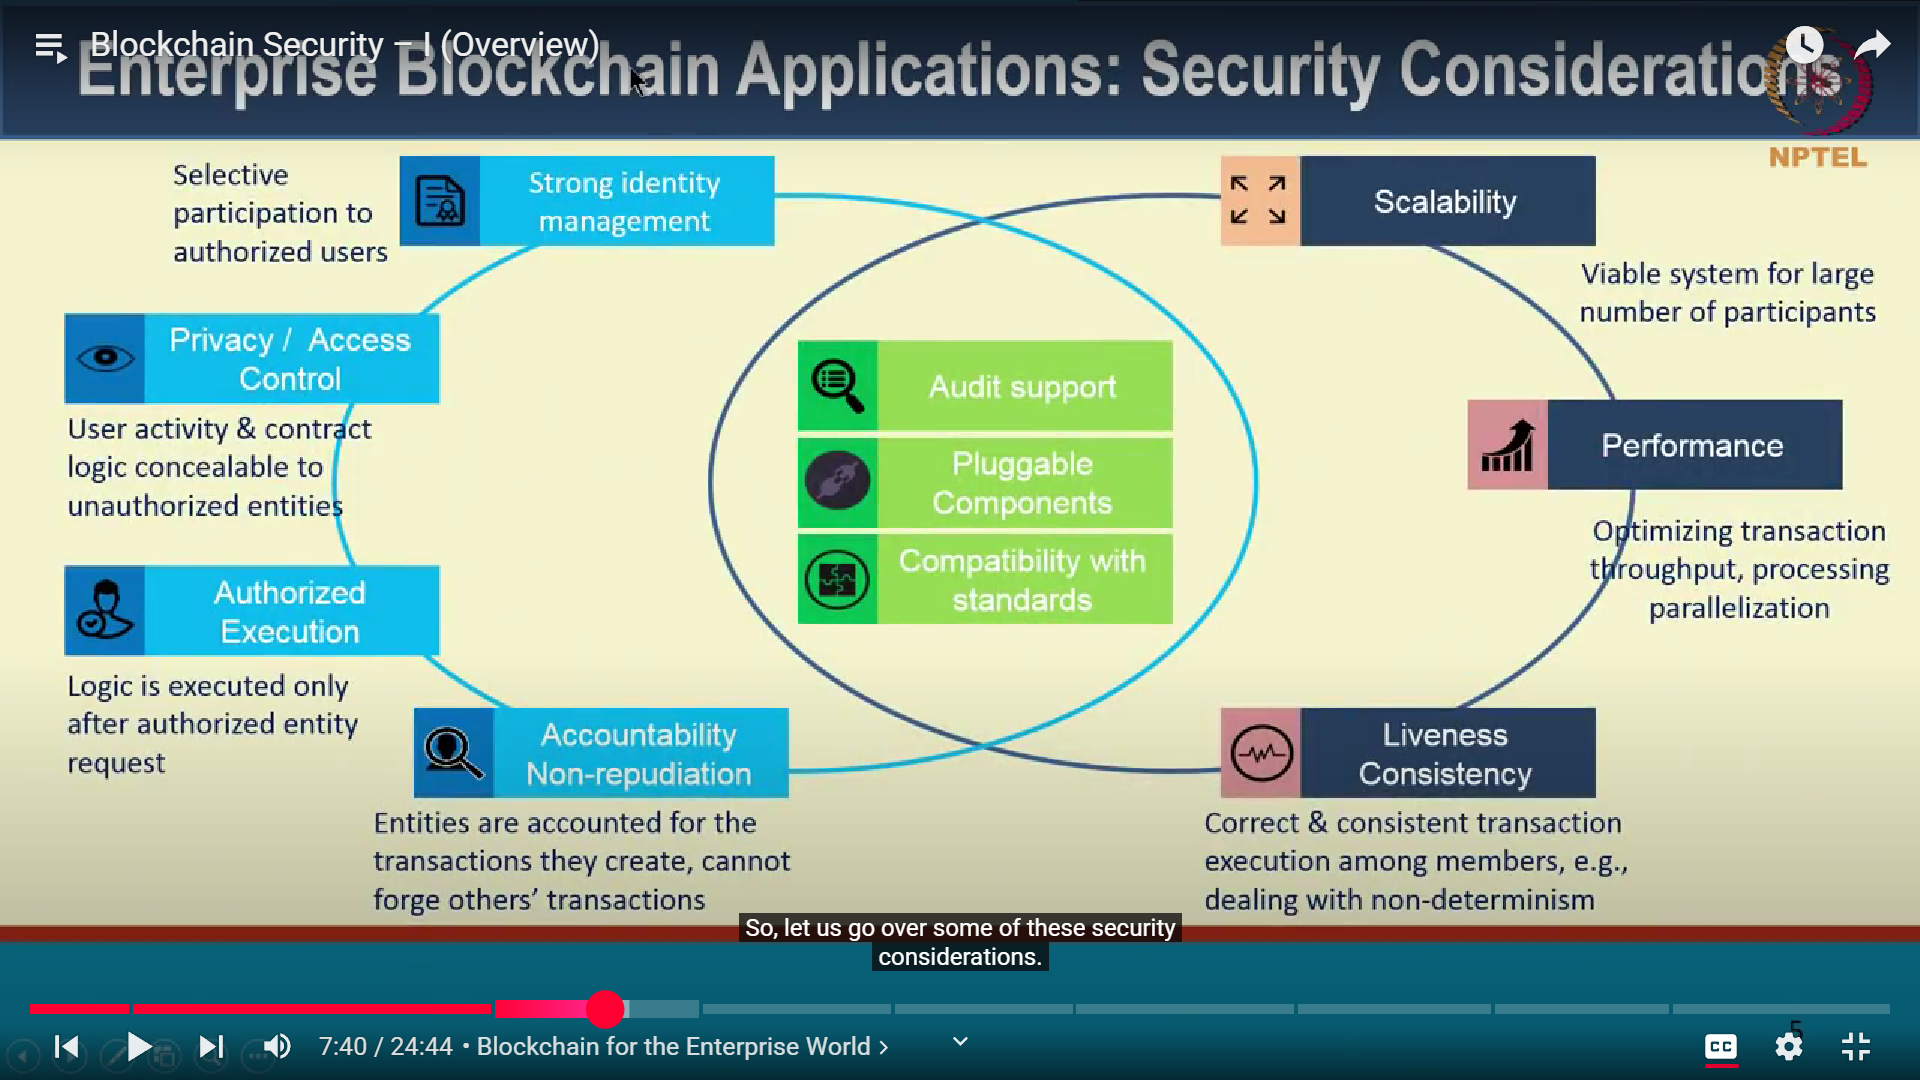 Blockchain Security – I (Overview)
Enterprise Blockchain Applications: Security Considerations
NPTEL
Selective
participation to
authorized users
Strong identity
management
Scalability
Viable system for large
number of participants
Privacy / Access
Control
User activity & contract
logic concealable to
unauthorized entities
Audit support
Pluggable
Components
Compatibility with
standards
Performance
Optimizing transaction
throughput, processing
parallelization
Authorized
Execution
Logic is executed only
after authorized entity
request
Accountability
Non-repudiation
Entities are accounted for the
transactions they create, cannot
forge others’ transactions
Liveness
Consistency
Correct & consistent transaction
execution among members, e.g.,
dealing with non-determinism
So, let us go over some of these security
considerations.
5
7:40 / 24:44 • Blockchain for the Enterprise World ›
CC